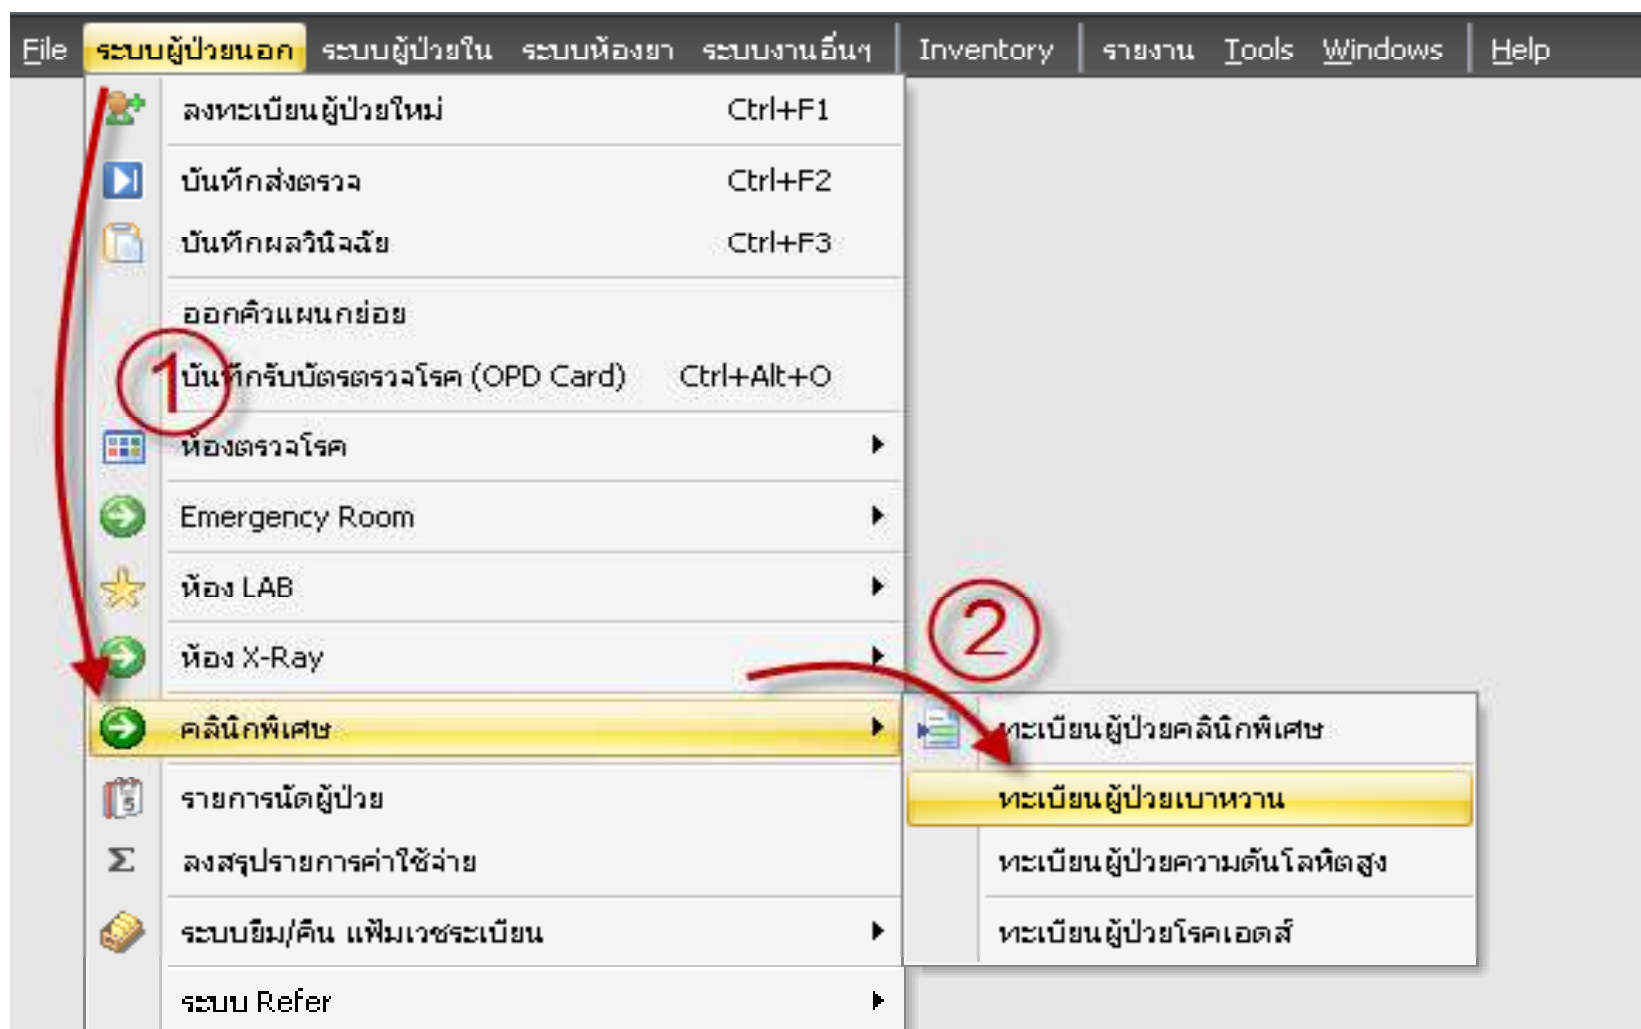 File ระบบผู้ป่วยนอก ระบบผู้ป่วยใน ระบบห้องยา ระบบงานอื่นๆ Inventory รายงาน Tools Windows Help
ลงทะเบียนผู้ป่วยใหม่ Ctrl+F1
บันทึกส่งตรวจ Ctrl+F2
บันทึกผลวินิจฉัย Ctrl+F3
ออกคิวแผนกย่อย
1
บันทึกรับบัตรตรวจโรค (OPD Card) Ctrl+Alt+O
ห้องตรวจโรค
Emergency Room
ห้อง LAB
2
ห้อง X-Ray
คลินิกพิเศษ
ทะเบียนผู้ป่วยคลินิกพิเศษ
ทะเบียนผู้ป่วยเบาหวาน
ทะเบียนผู้ป่วยความดันโลหิตสูง
ทะเบียนผู้ป่วยโรคเอดส์
5
รายการนัดผู้ป่วย
Σ ลงสรุปรายการค่าใช้จ่าย
ระบบยืม/คืน แฟ้มเวชระเบียน
ระบบ Refer